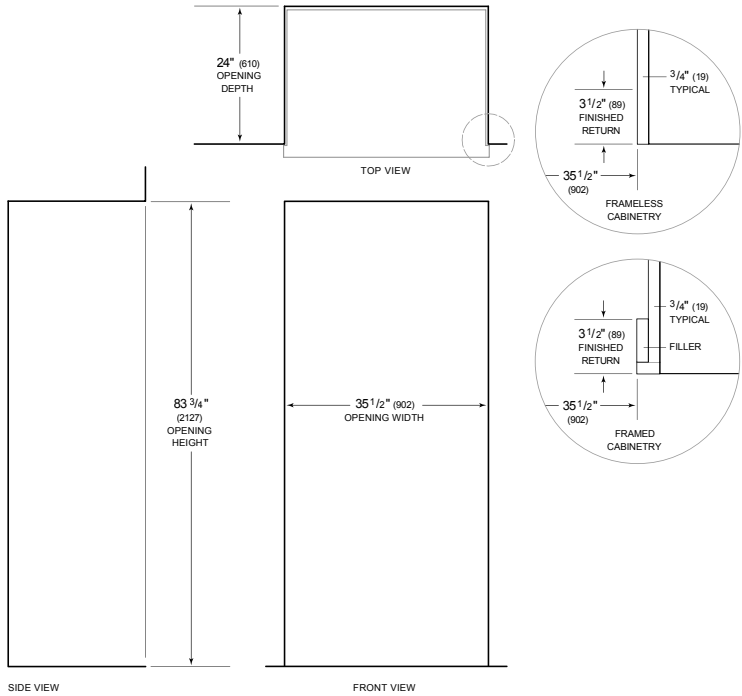 24" (610)
OPENING
DEPTH
TOP VIEW
3/4" (19)
TYPICAL
3 1/2" (89)
FINISHED
RETURN
35 1/2"
(902)
FRAMELESS
CABINETRY
3/4" (19)
TYPICAL
3 1/2" (89)
FINISHED
RETURN
FILLER
35 1/2"
(902)
FRAMED
CABINETRY
83 3/4"
(2127)
OPENING
HEIGHT
35 1/2" (902)
OPENING WIDTH
SIDE VIEW
FRONT VIEW